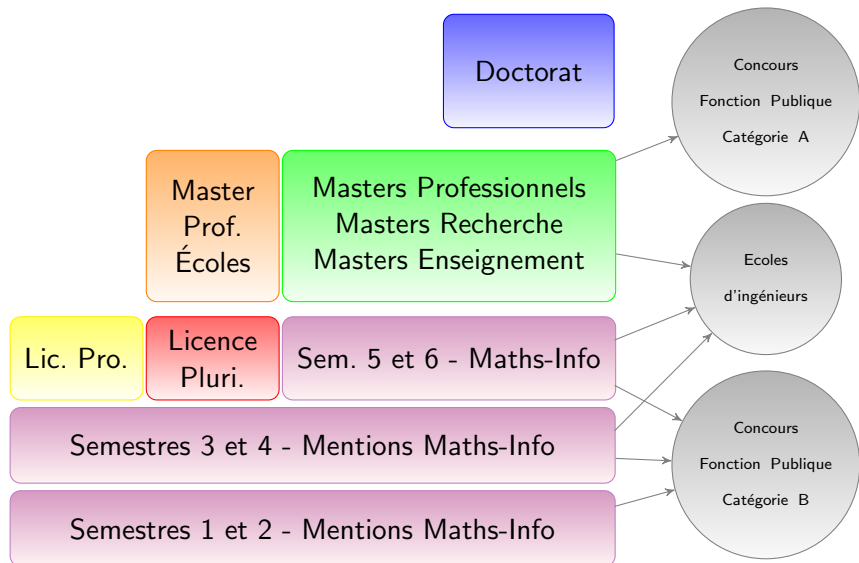 Doctorat
Concours
Fonction Publique
Catégorie A
Master
Prof.
Écoles
Masters Professionnels
Masters Recherche
Masters Enseignement
Ecoles
d'ingénieurs
Lic. Pro.
Licence
Pluri.
Sem. 5 et 6 - Maths-Info
Semestres 3 et 4 - Mentions Maths-Info
Concours
Fonction Publique
Catégorie B
Semestres 1 et 2 - Mentions Maths-Info